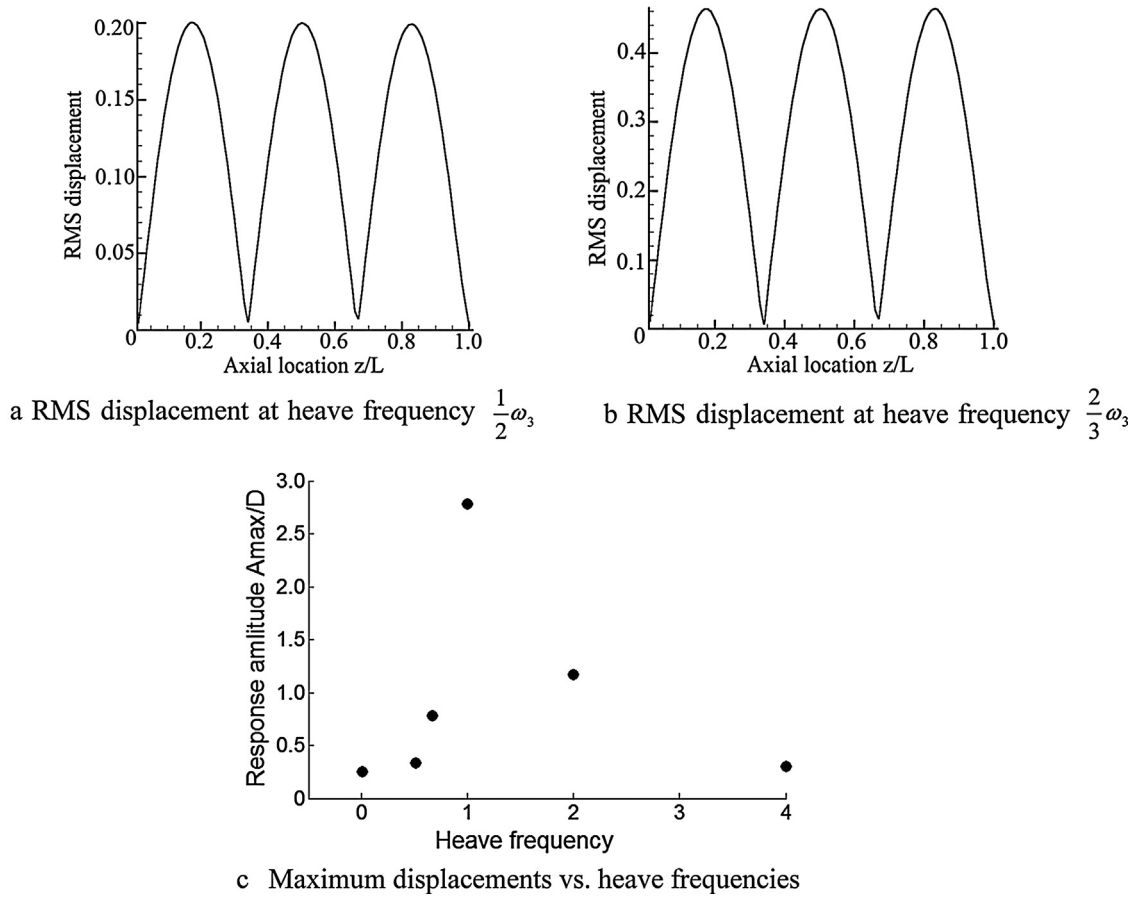 0.20
0.15
0.10
0.05
0
RMS displacement
0.2 0.4 0.6 0.8 1.0
Axial location z/L
a RMS displacement at heave frequency 1/2 ω₃
0.4
0.3
0.2
0.1
0
RMS displacement
0.2 0.4 0.6 0.8 1.0
Axial location z/L
b RMS displacement at heave frequency 2/3 ω₃
3.0
2.5
2.0
1.5
1.0
0.5
0
Response amlitude Amax/D
0 1 2 3 4
Heave frequency
c Maximum displacements vs. heave frequencies